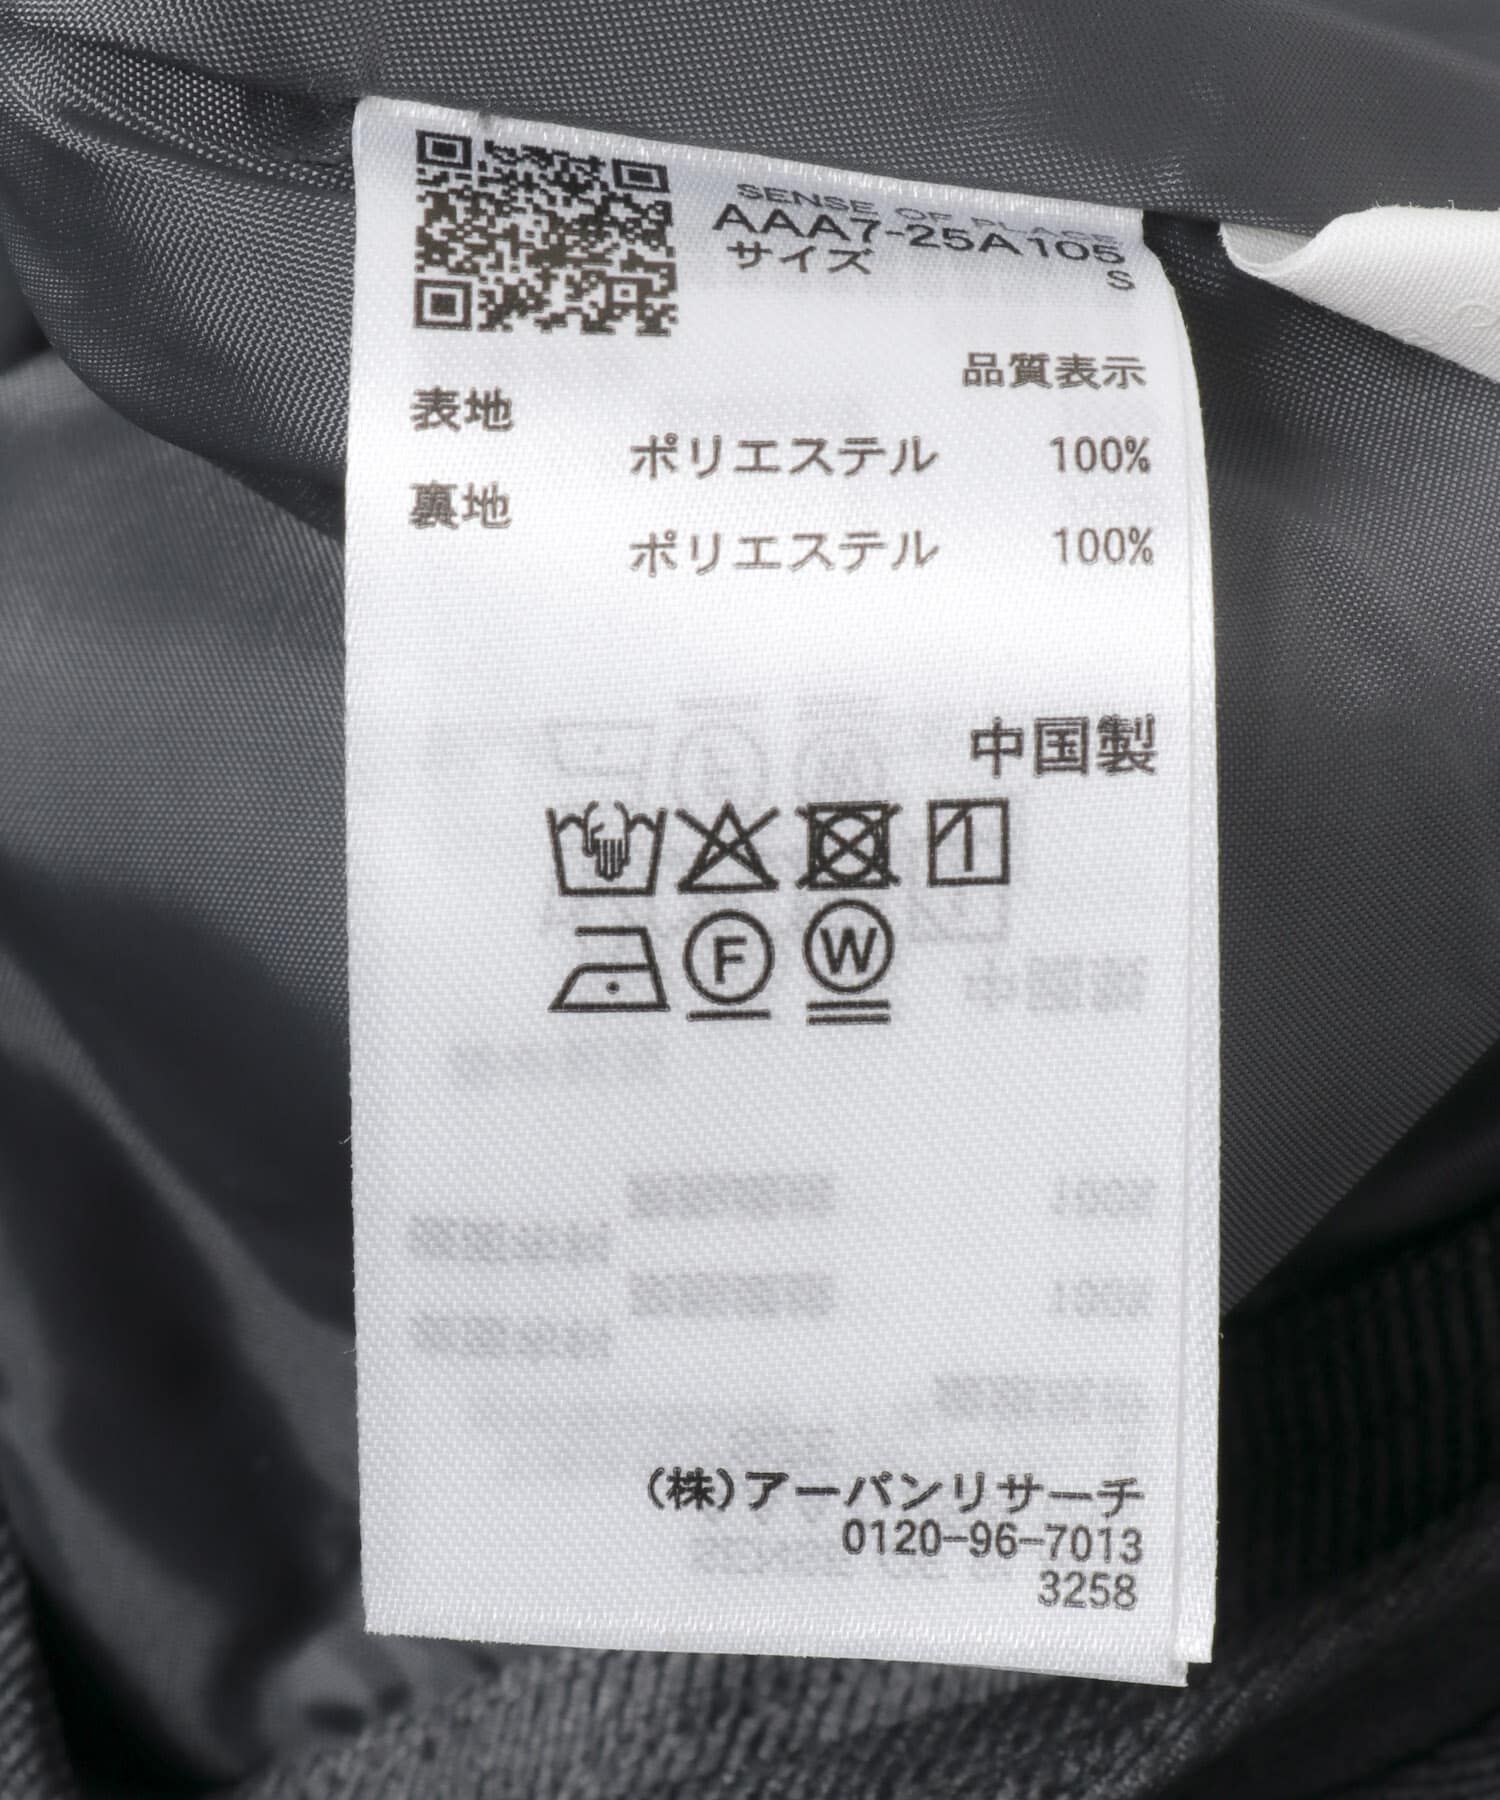 SENSE OF PLACE
AAA7-25A105
サイズ
S
品質表示
表地
ポリエステル 100%
裏地
ポリエステル 100%
中国製
F W
(株)アーバンリサーチ
0120-96-7013
3258